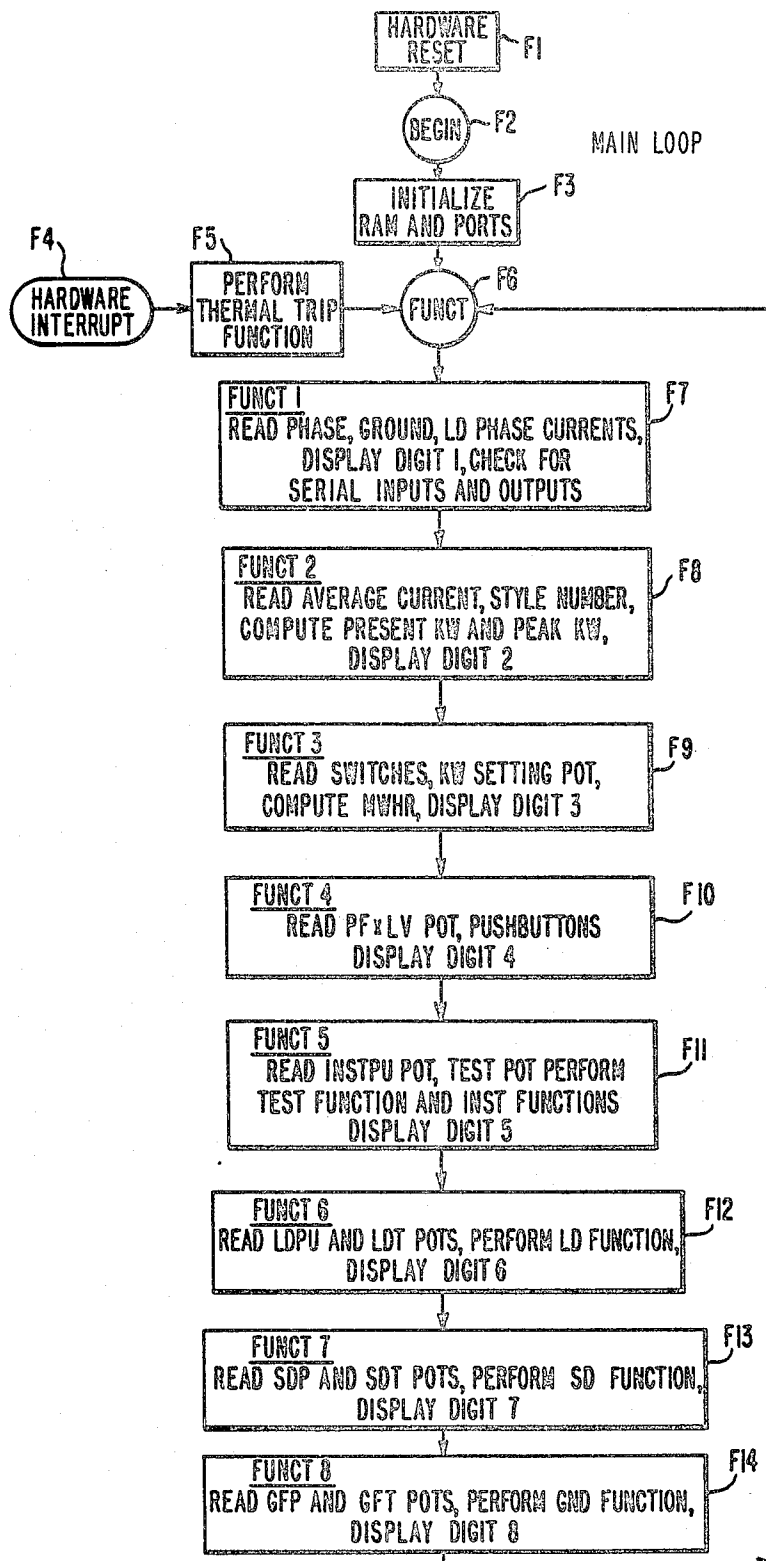 HARDWARE
RESET
F1
BEGIN
F2
MAIN LOOP
INITIALIZE
RAM AND PORTS
F3
F4
HARDWARE
INTERRUPT
F5
PERFORM
THERMAL TRIP
FUNCTION
F6
FUNCT
FUNCT 1
READ PHASE, GROUND, LD PHASE CURRENTS,
DISPLAY DIGIT 1, CHECK FOR
SERIAL INPUTS AND OUTPUTS
F7
FUNCT 2
READ AVERAGE CURRENT, STYLE NUMBER,
COMPUTE PRESENT KW AND PEAK KW,
DISPLAY DIGIT 2
F8
FUNCT 3
READ SWITCHES, KW SETTING POT,
COMPUTE MWHR, DISPLAY DIGIT 3
F9
FUNCT 4
READ PF x LV POT, PUSHBUTTONS
DISPLAY DIGIT 4
F10
FUNCT 5
READ INSTPU POT, TEST POT PERFORM
TEST FUNCTION AND INST FUNCTIONS
DISPLAY DIGIT 5
F11
FUNCT 6
READ LDPU AND LDT POTS, PERFORM LD FUNCTION,
DISPLAY DIGIT 6
F12
FUNCT 7
READ SDP AND SDT POTS, PERFORM SD FUNCTION,
DISPLAY DIGIT 7
F13
FUNCT 8
READ GFP AND GFT POTS, PERFORM GND FUNCTION,
DISPLAY DIGIT 8
F14